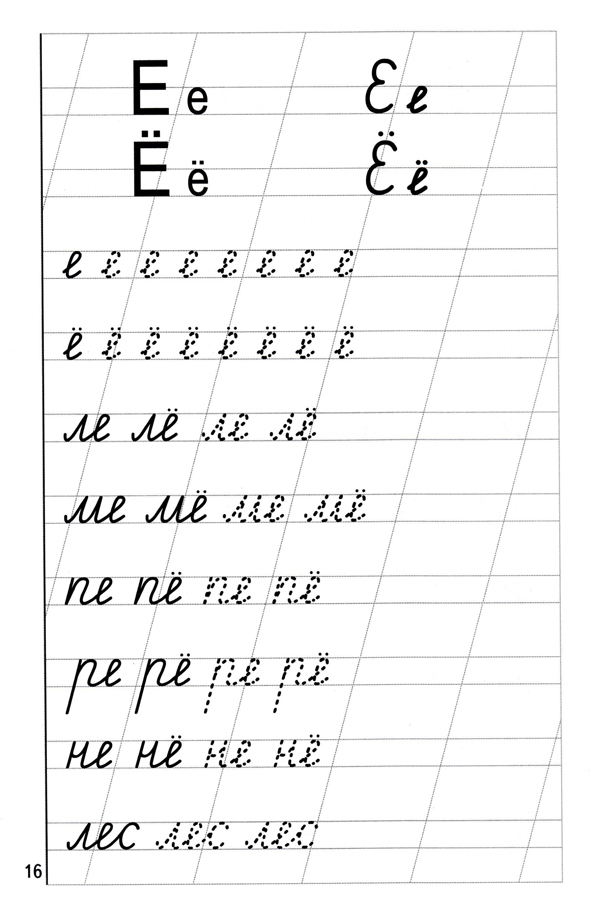 Е е Е е
Ё ё Ё ё
е е е е е е е е
ё ё ё ё ё ё ё ё
ле лё ле лё
ме мё ме мё
пе пё пе пё
ре рё ре рё
не нё не нё
лес лес лес
16